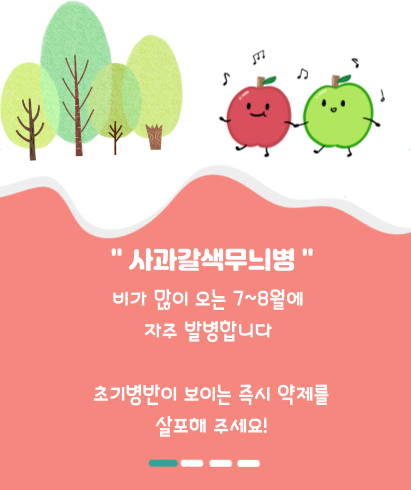 " 사과갈색무늬병 "
비가 많이 오는 7~8월에
자주 발병합니다
초기병반이 보이는 즉시 약제를
살포해 주세요!